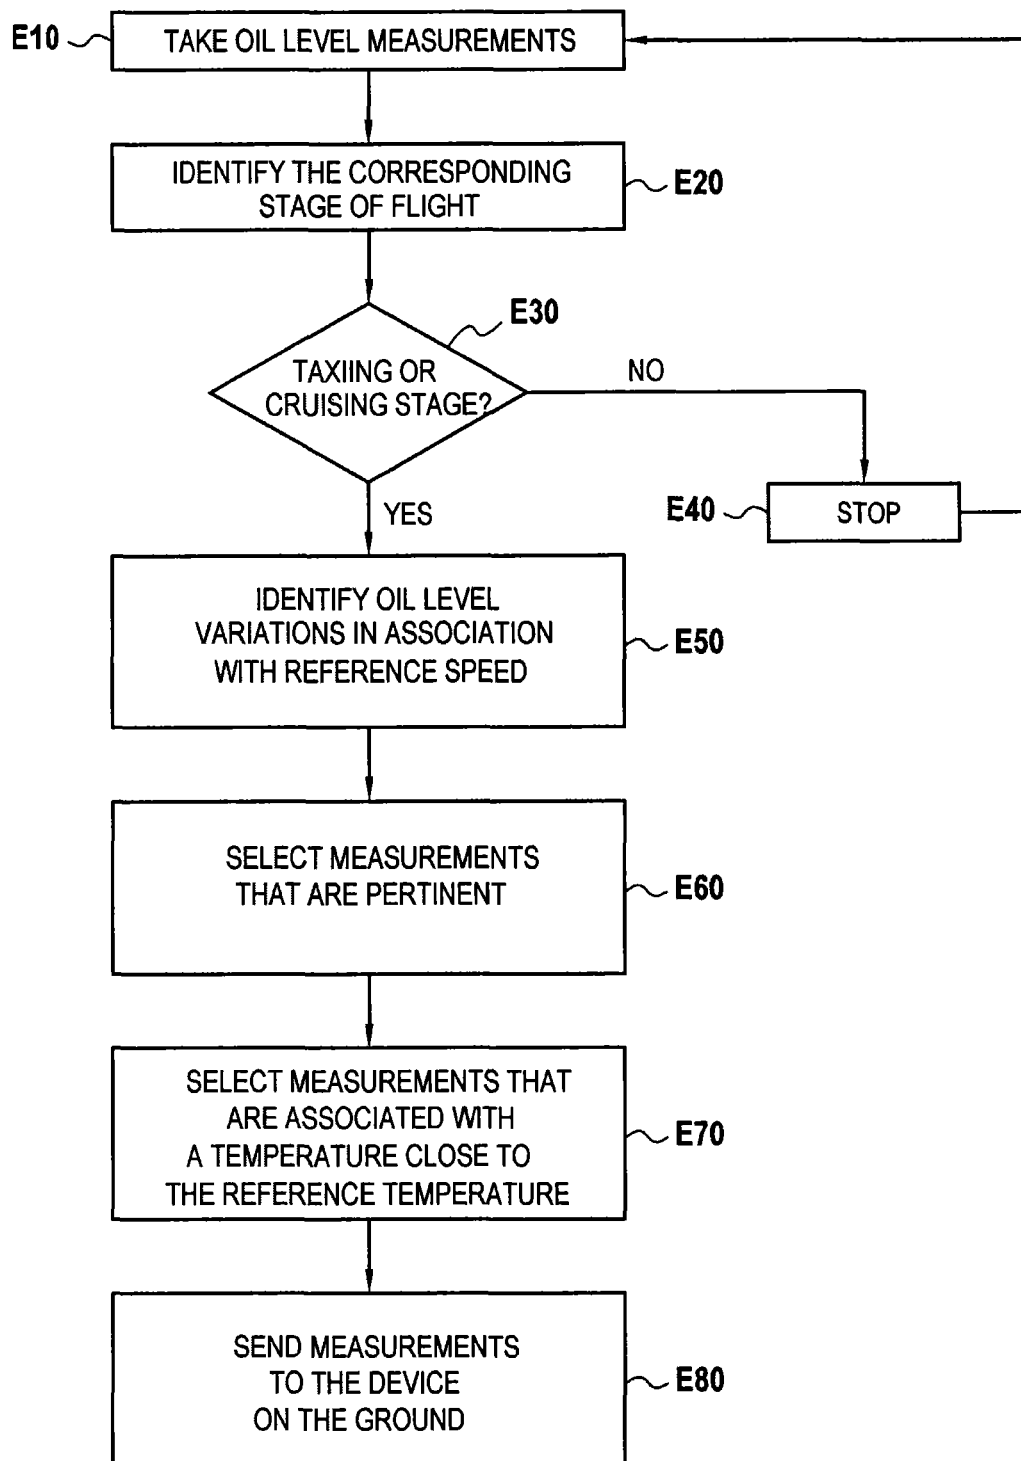 E10
TAKE OIL LEVEL MEASUREMENTS
IDENTIFY THE CORRESPONDING
STAGE OF FLIGHT
E20
E30
TAXIING OR
CRUISING STAGE?
NO
YES
E40
STOP
IDENTIFY OIL LEVEL
VARIATIONS IN ASSOCIATION
WITH REFERENCE SPEED
E50
SELECT MEASUREMENTS
THAT ARE PERTINENT
E60
SELECT MEASUREMENTS THAT
ARE ASSOCIATED WITH
A TEMPERATURE CLOSE TO
THE REFERENCE TEMPERATURE
E70
SEND MEASUREMENTS
TO THE DEVICE
ON THE GROUND
E80